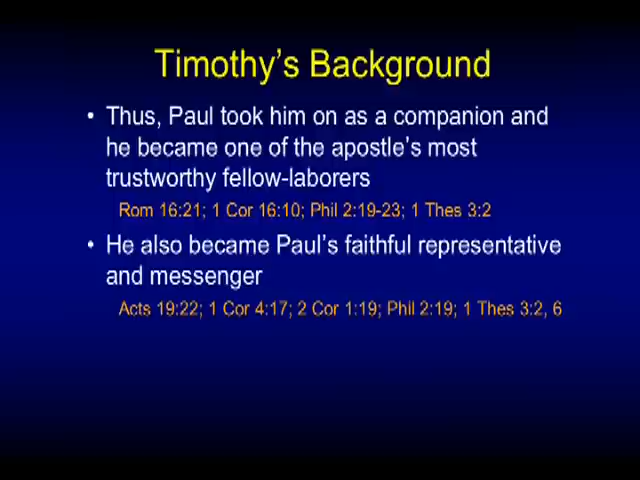 Timothy's Background
• Thus, Paul took him on as a companion and
he became one of the apostle's most
trustworthy fellow-laborers
Rom 16:21; 1 Cor 16:10; Phil 2:19-23; 1 Thes 3:2
• He also became Paul's faithful representative
and messenger
Acts 19:22; 1 Cor 4:17; 2 Cor 1:19; Phil 2:19; 1 Thes 3:2, 6